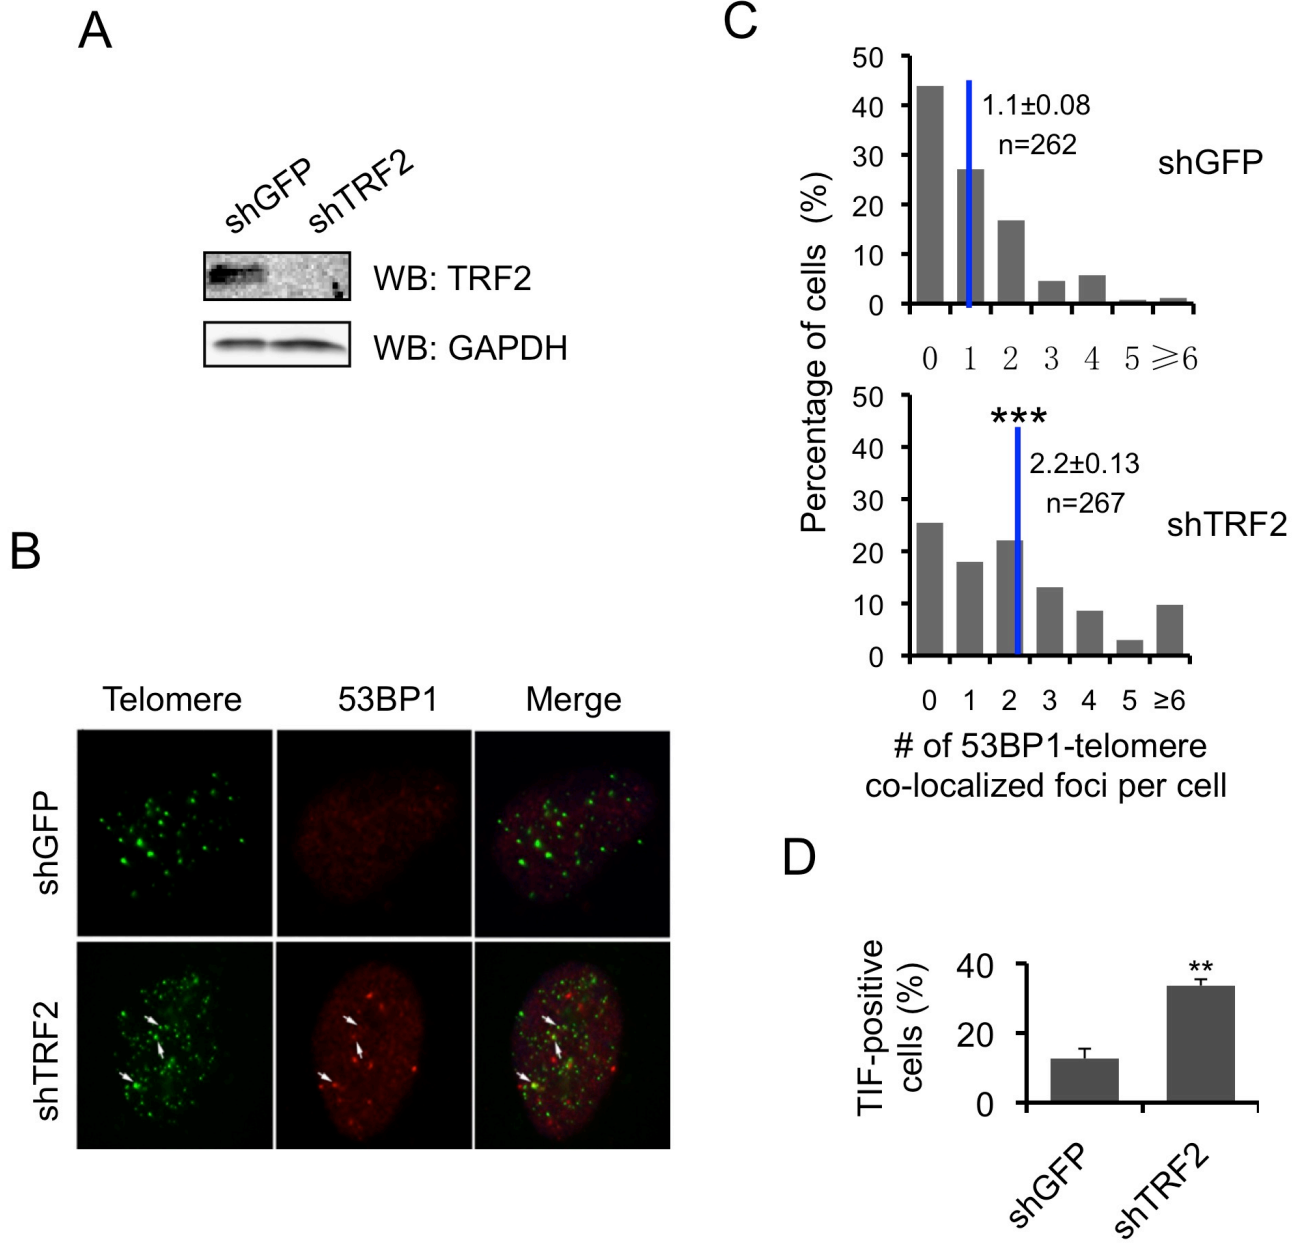 A
shGFP
shTRF2
WB: TRF2
WB: GAPDH
B
Telomere 53BP1 Merge
shGFP
shTRF2
C
Percentage of cells (%)
50
40
30
20
10
0
1.1±0.08
n=262
shGFP
0 1 2 3 4 5 ≥6
50
40
30
20
10
0
***
2.2±0.13
n=267
shTRF2
0 1 2 3 4 5 ≥6
# of 53BP1-telomere
co-localized foci per cell
D
TIF-positive
cells (%)
40
20
0
**
shGFP
shTRF2